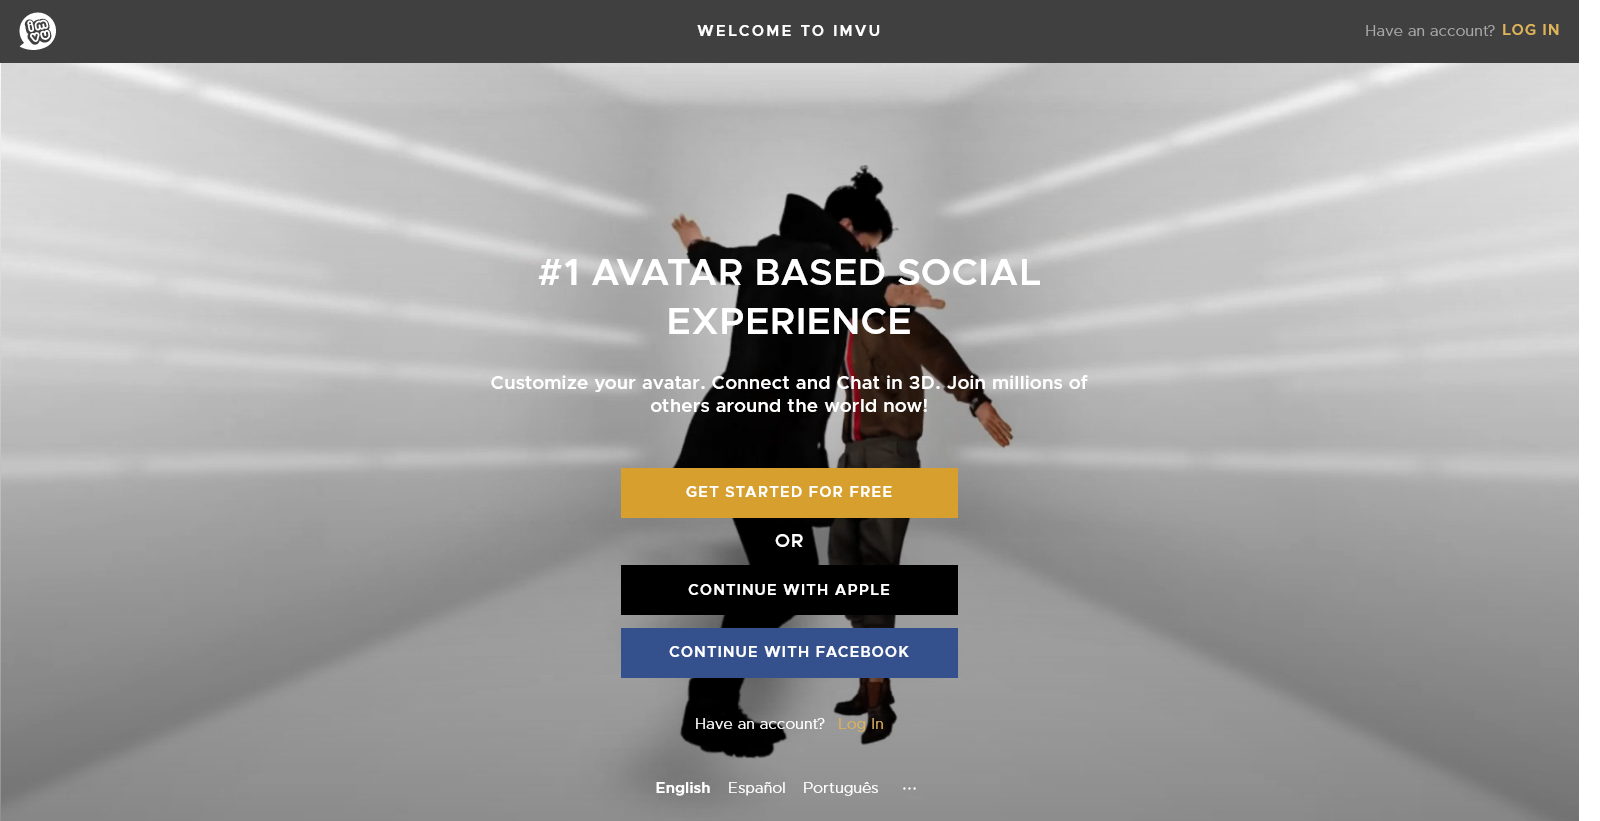 imvu
WELCOME TO IMVU
Have an account? LOG IN
#1 AVATAR BASED SOCIAL
EXPERIENCE
Customize your avatar. Connect and Chat in 3D. Join millions of
others around the world now!
GET STARTED FOR FREE
OR
CONTINUE WITH APPLE
CONTINUE WITH FACEBOOK
Have an account? Log In
English Español Português ...